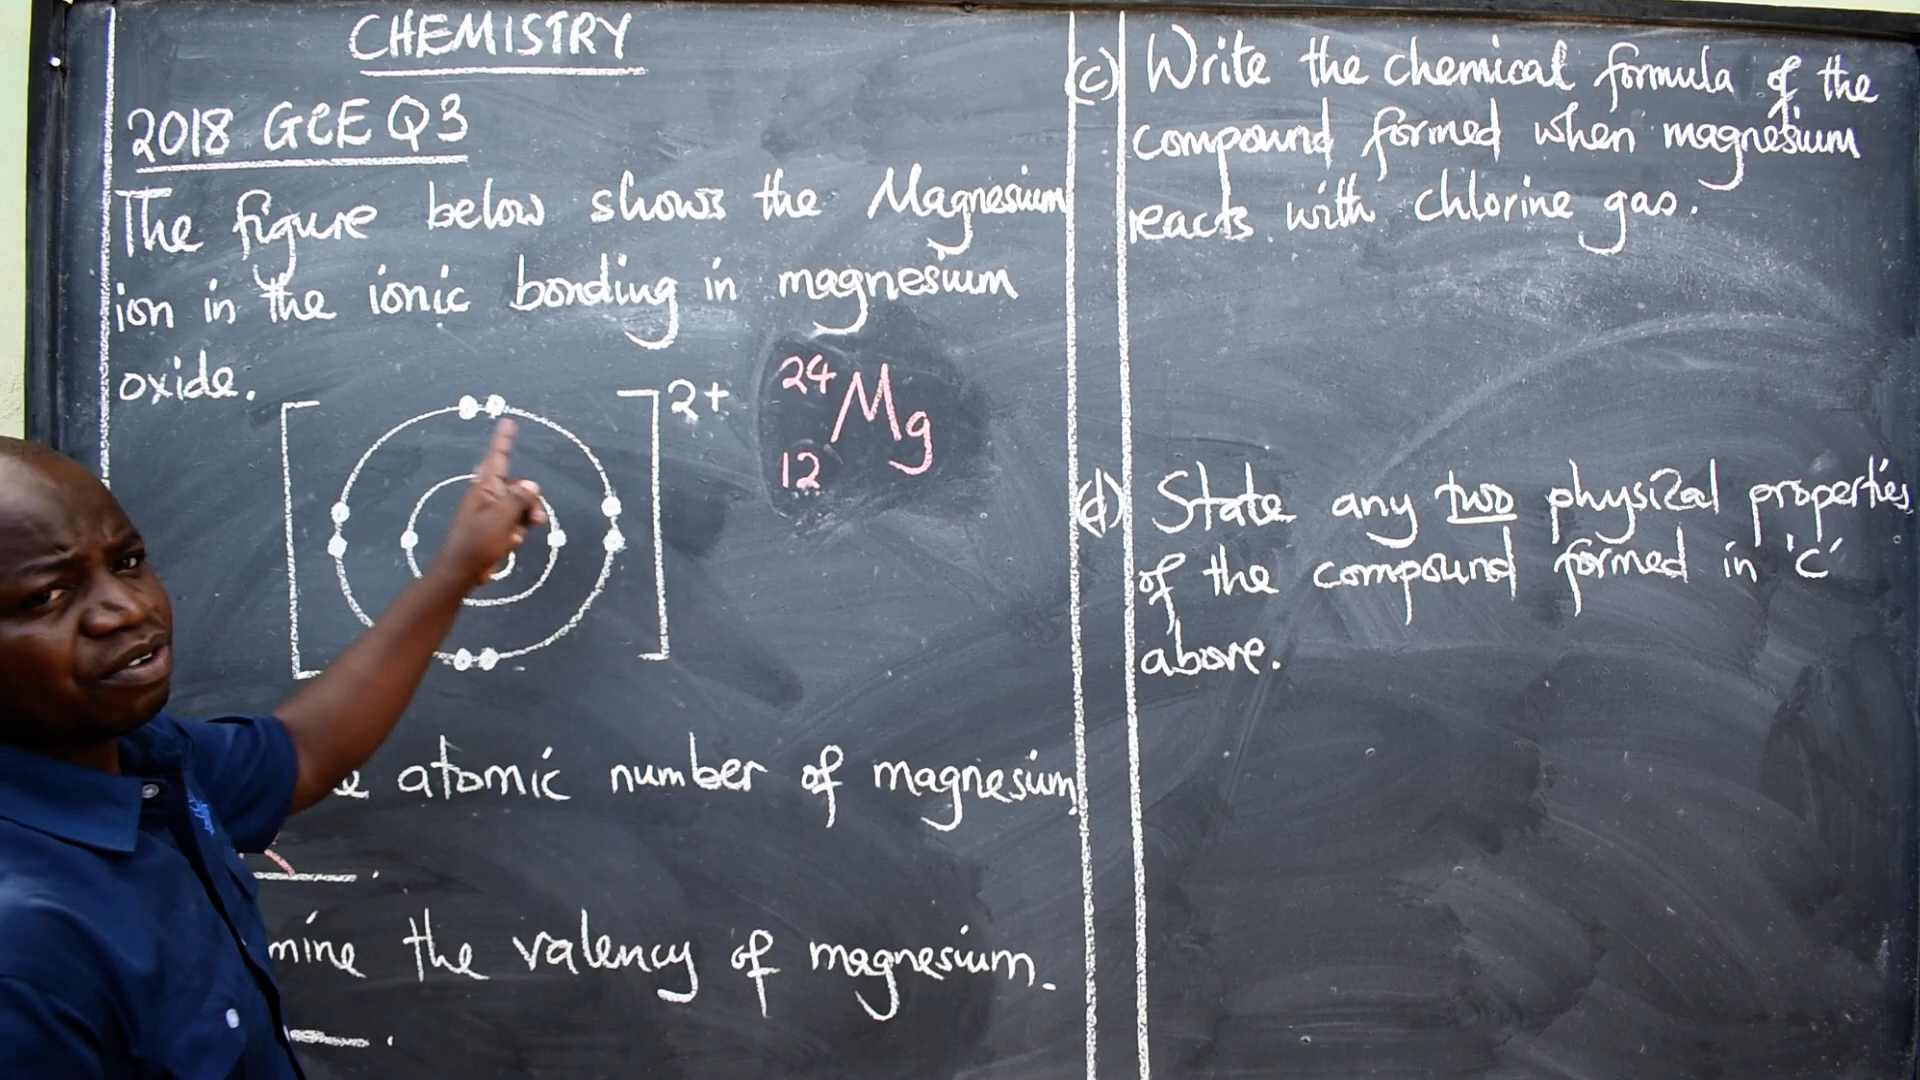 CHEMISTRY
2018 GCE Q3
The figure below shows the Magnesium
ion in the ionic bonding in magnesium
oxide.
2+
24
Mg
12
atomic number of magnesium
mine the valency of magnesium.
(c) Write the chemical formula of the
compound formed when magnesium
reacts with chlorine gas.
(d) State any two physical properties
of the compound formed in 'c'
above.